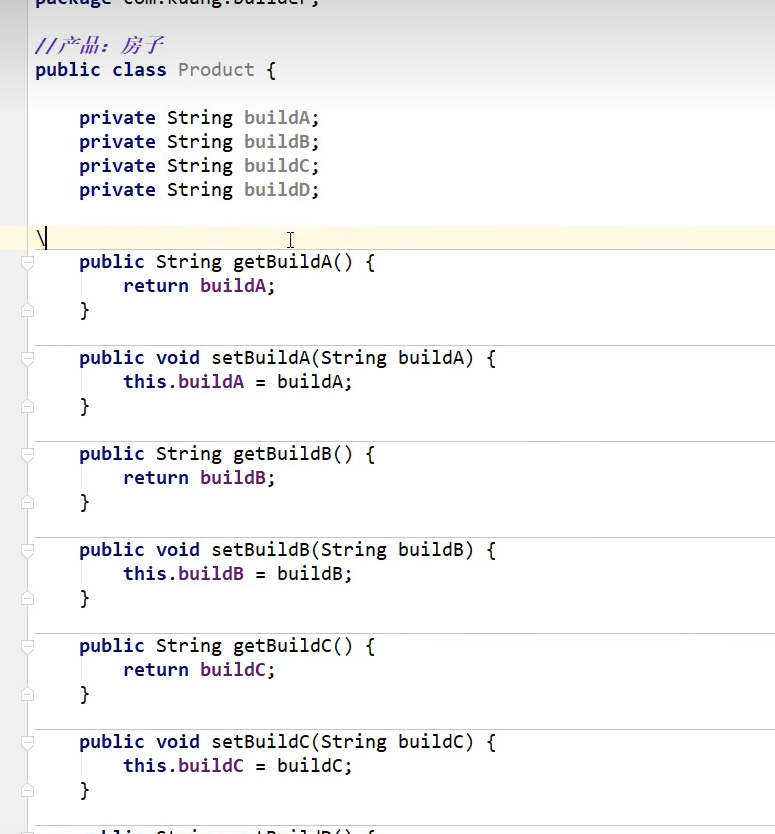 package com.kuang.builder;
//产品：房子
public class Product {
private String buildA;
private String buildB;
private String buildC;
private String buildD;
\
public String getBuildA() {
return buildA;
}
public void setBuildA(String buildA) {
this.buildA = buildA;
}
public String getBuildB() {
return buildB;
}
public void setBuildB(String buildB) {
this.buildB = buildB;
}
public String getBuildC() {
return buildC;
}
public void setBuildC(String buildC) {
this.buildC = buildC;
}
public String getBuildD() {